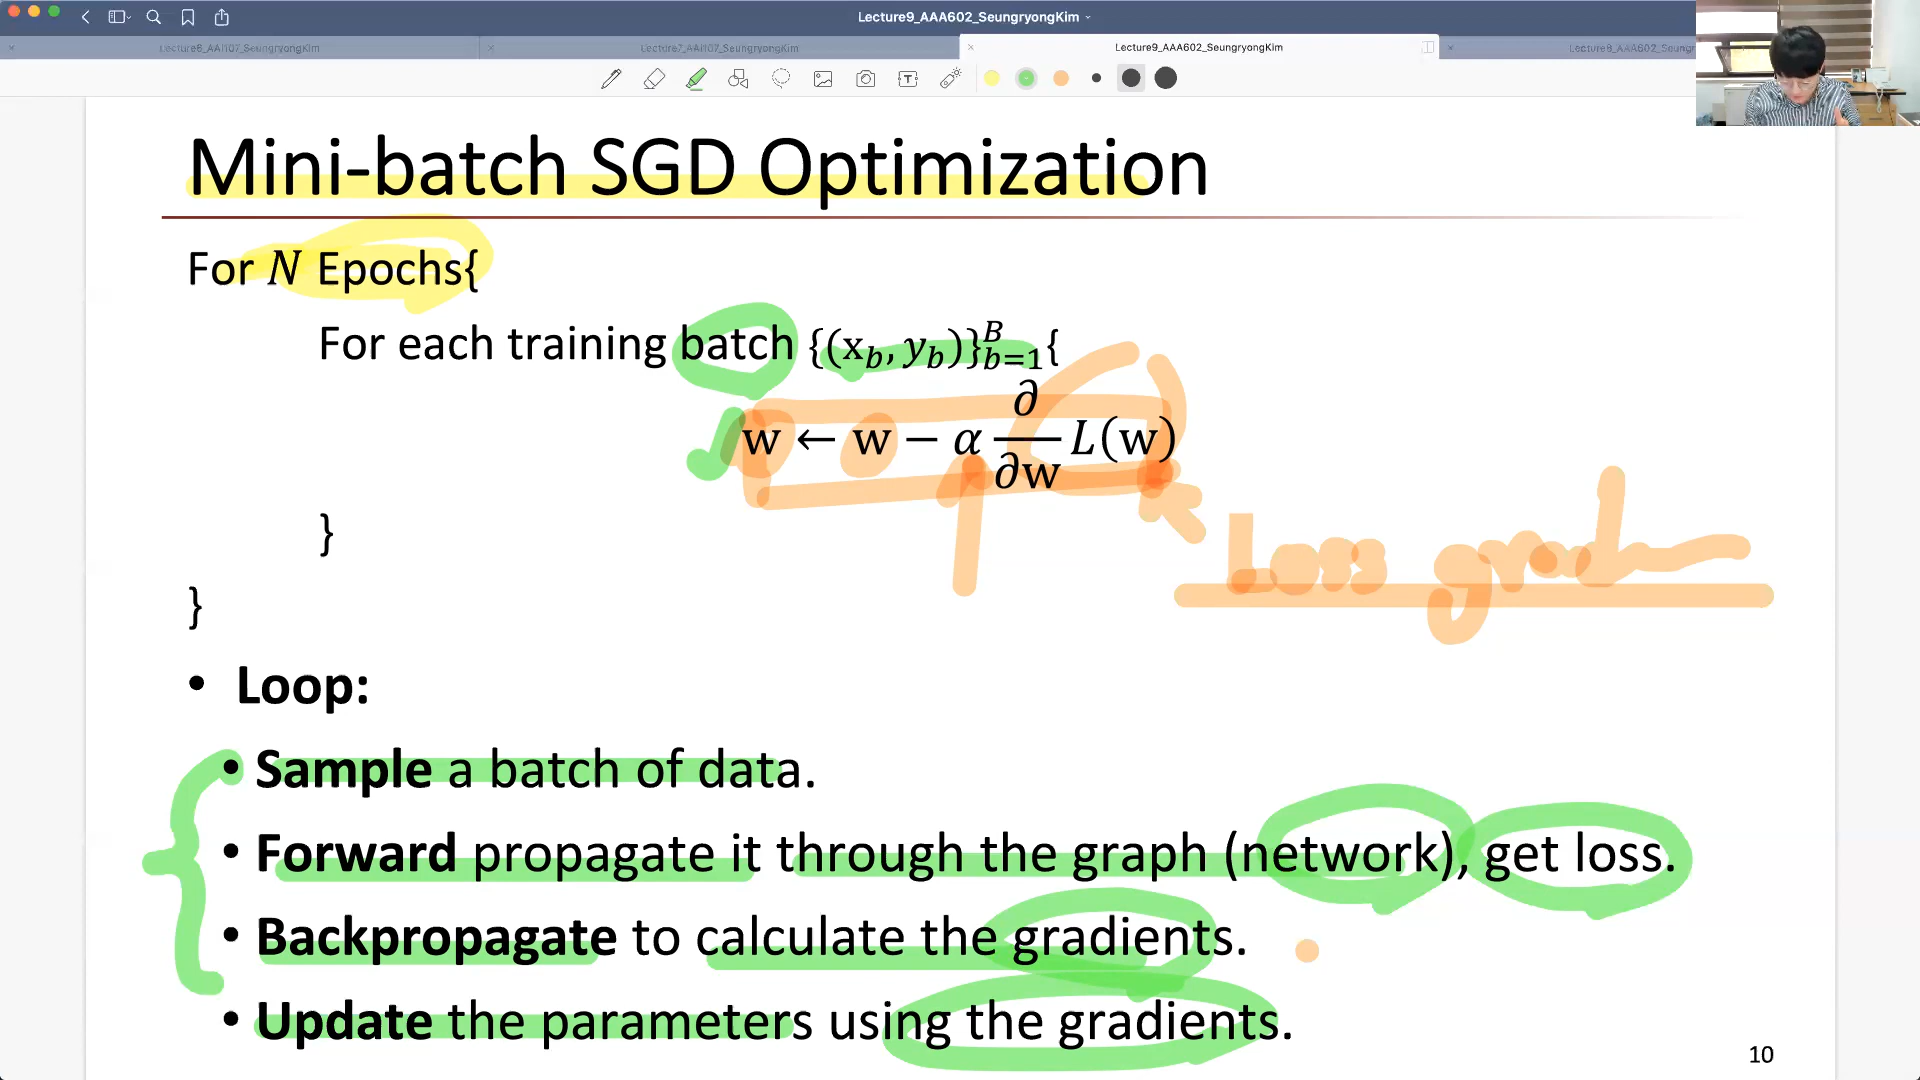 Lecture9_AAA602_SeungryongKim
Lecture7_AAI107_SeungryongKim
Lecture9_AAA602_SeungryongKim
Lecture8_AAA602_Seungr
Mini-batch SGD Optimization
For N Epochs{
For each training batch {(x_b, y_b)}_{b=1}^B{
w ← w − α ∂/∂w L(w)
}
}
Loss grad
• Loop:
• Sample a batch of data.
• Forward propagate it through the graph (network), get loss.
• Backpropagate to calculate the gradients.
• Update the parameters using the gradients.
10